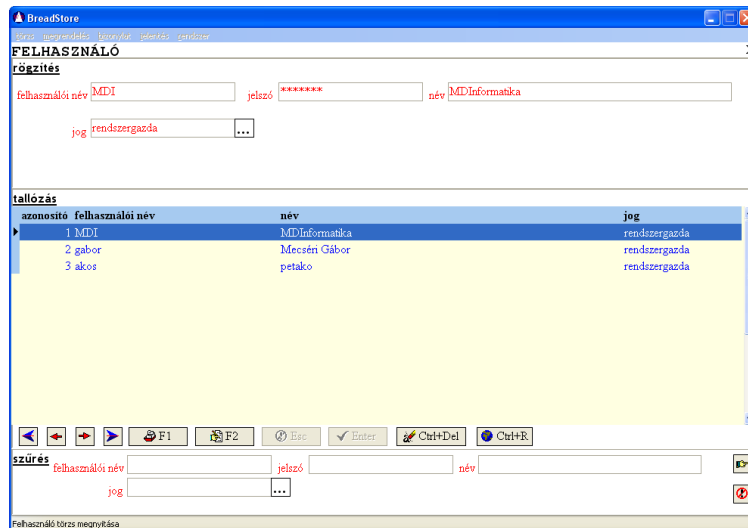 BreadStore
törzs megrendelés bizonylat jelentés rendszer
FELHASZNÁLÓ
rögzítés
felhasználói név MDI jelszó ******* név MDInformatika
jog rendszergazda ...
tallózás
azonosító felhasználói név név jog
1 MDI MDInformatika rendszergazda
2 gabor Mecséri Gábor rendszergazda
3 akos petako rendszergazda
F1 F2 Esc Enter Ctrl+Del Ctrl+R
szűrés
felhasználói név jelszó név
jog ...
Felhasználó törzs megnyitása